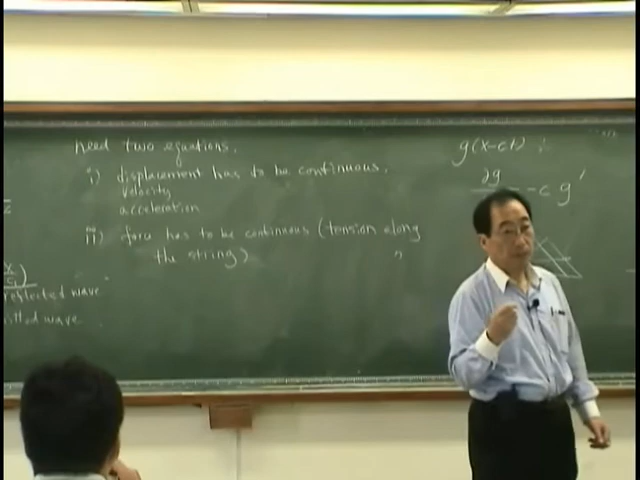 need two equations.
i) displacement has to be continuous.
velocity
acceleration
ii) force has to be continuous (tension along
the string)
reflected wave
wave
g(x-ct) :
∂g
-c g'